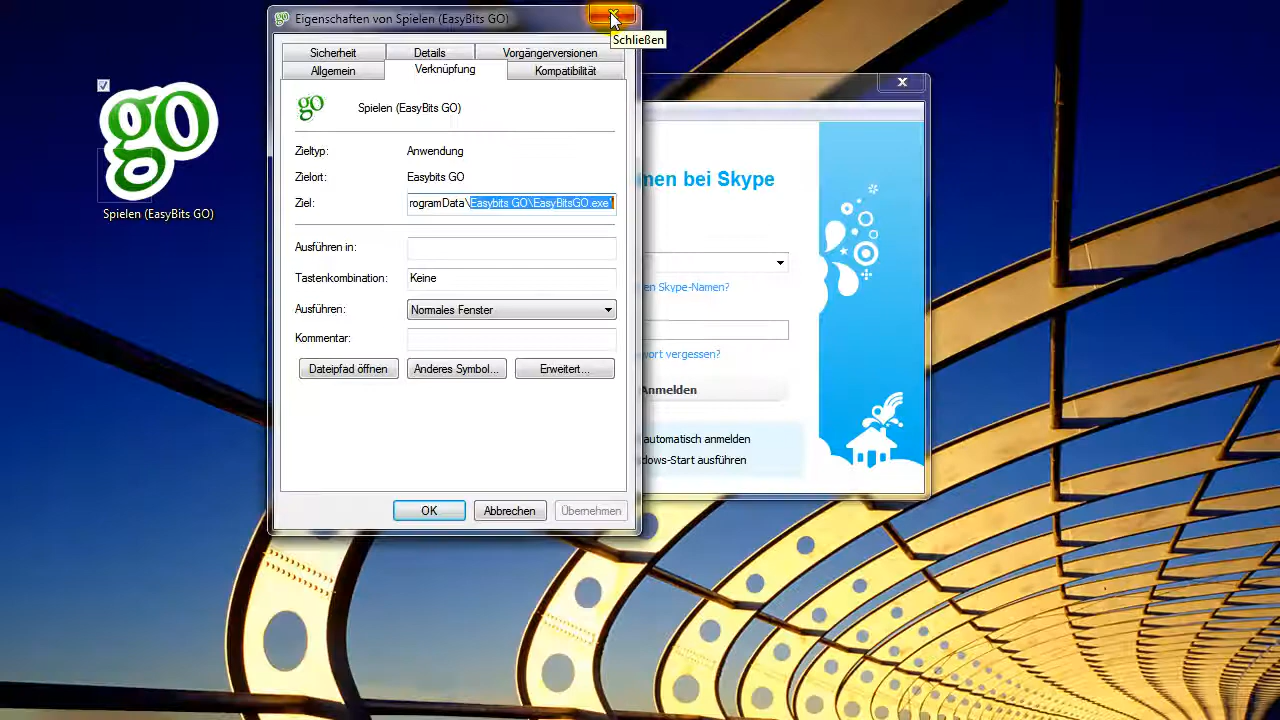 Eigenschaften von Spielen (EasyBits GO)
Schließen
Sicherheit Details Vorgängerversionen
Allgemein Verknüpfung Kompatibilität
go
Spielen (EasyBits GO)
go
Spielen (EasyBits GO)
Zieltyp: Anwendung
Zielort: Easybits GO
Ziel: rogramData\Easybits GO\EasyBitsGO.exe"
Ausführen in:
Tastenkombination: Keine
Ausführen: Normales Fenster
Kommentar:
Dateipfad öffnen Anderes Symbol... Erweitert...
OK Abbrechen Übernehmen
men bei Skype
en Skype-Namen?
wort vergessen?
Anmelden
automatisch anmelden
dows-Start ausführen